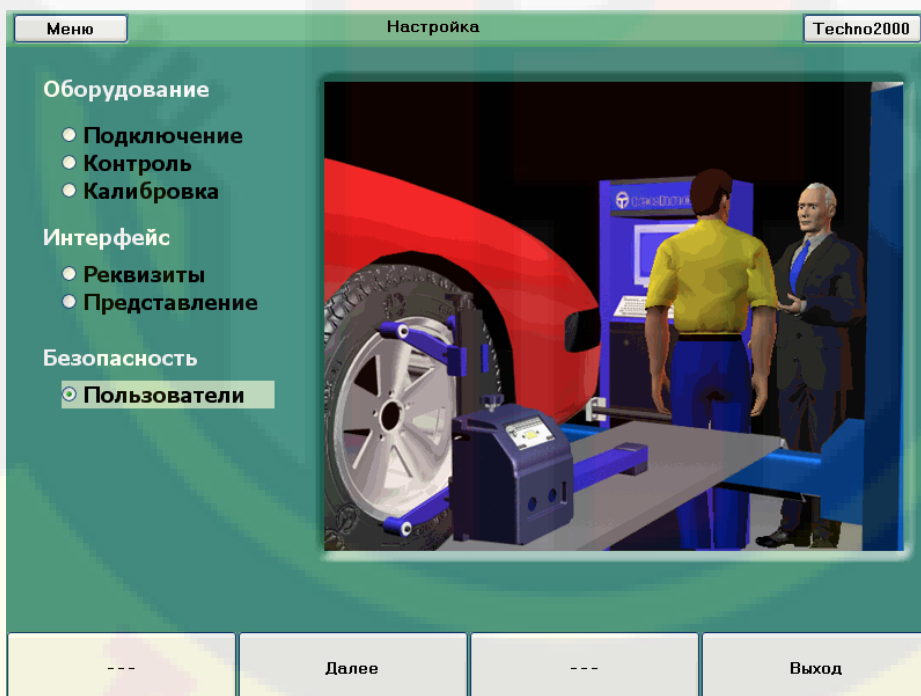 Меню
Настройка
Techno2000
Оборудование
Подключение
Контроль
Калибровка
Интерфейс
Реквизиты
Представление
Безопасность
Пользователи
---
Далее
---
Выход